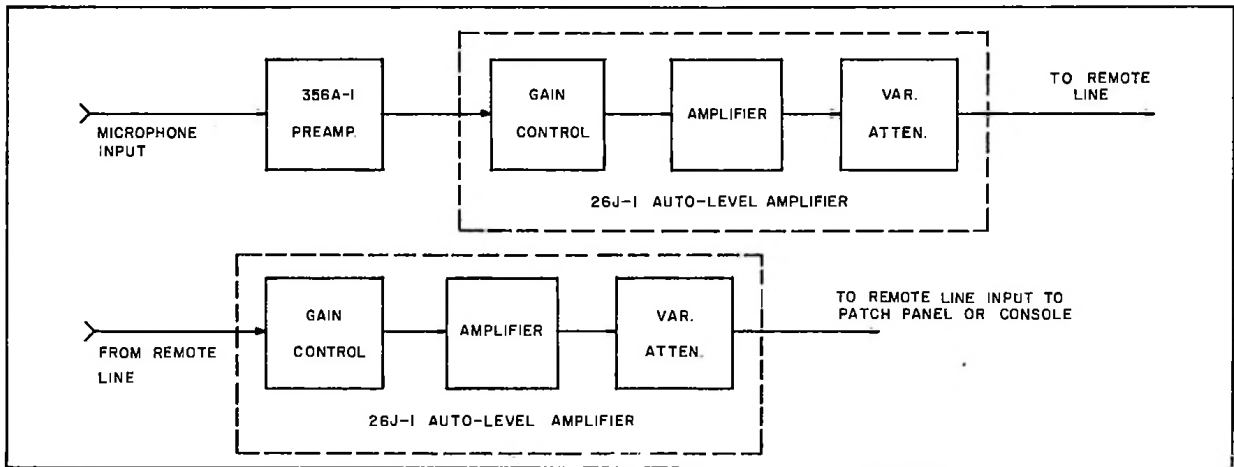 MICROPHONE
INPUT
356A-1
PREAMP.
GAIN
CONTROL
AMPLIFIER
VAR.
ATTEN.
TO REMOTE
LINE
26J-1 AUTO-LEVEL AMPLIFIER
FROM REMOTE
LINE
GAIN
CONTROL
AMPLIFIER
VAR.
ATTEN.
TO REMOTE LINE INPUT TO
PATCH PANEL OR CONSOLE
26J-1 AUTO-LEVEL AMPLIFIER